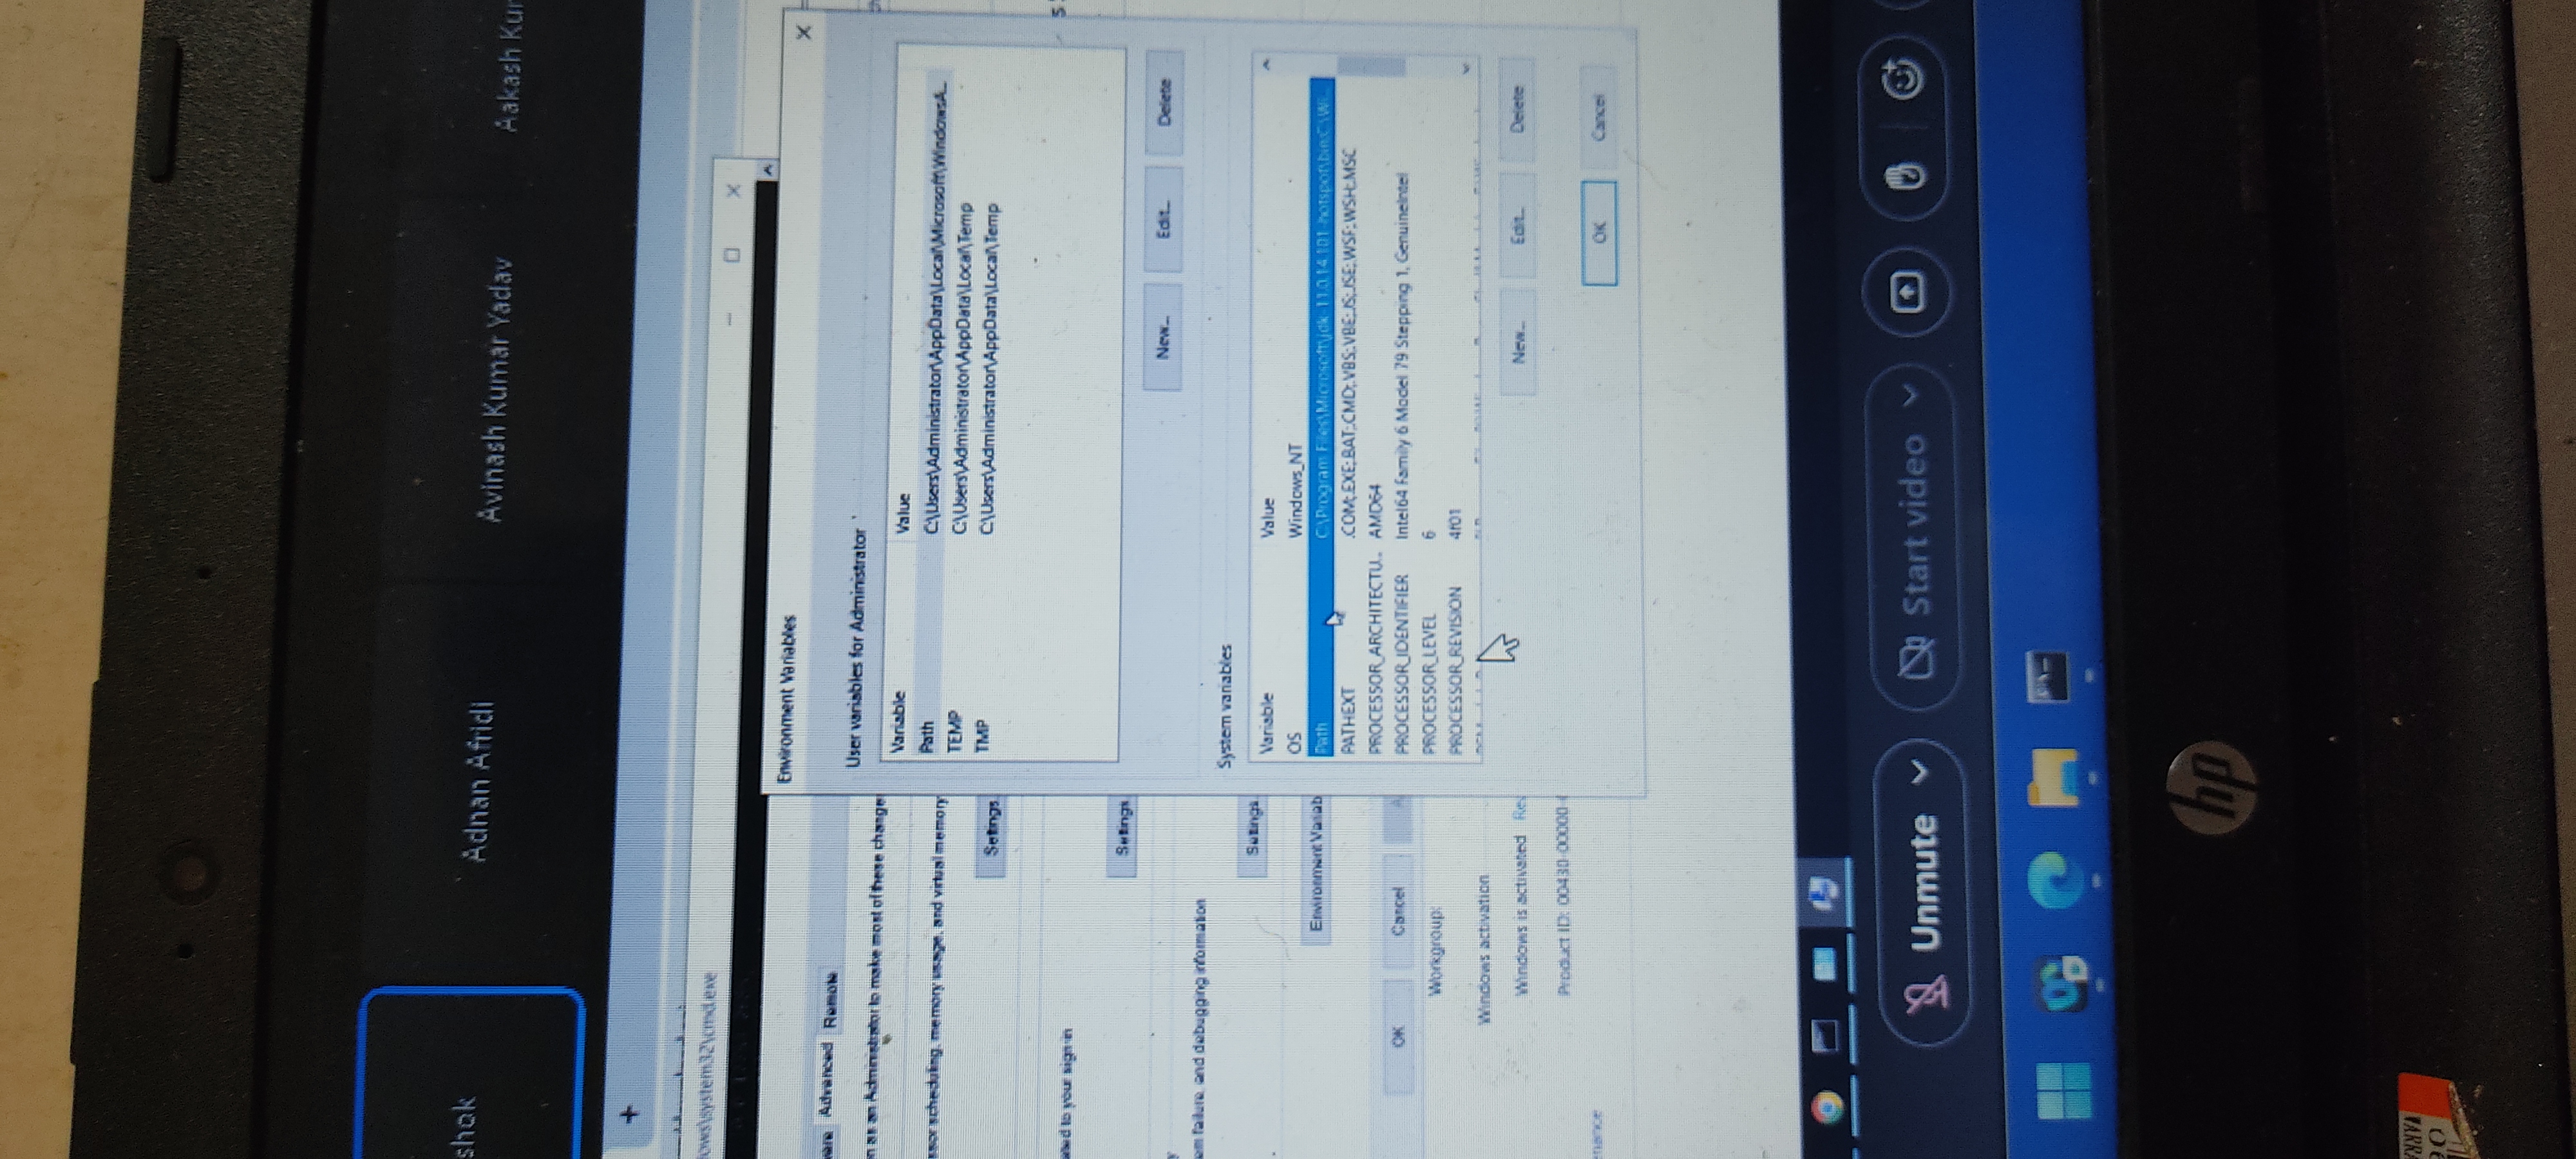 shok
Adnan Afridi
Avinash Kumar Yadav
Aakash Kur
+
lows\system32\cmd.exe
Environment Variables
ware Advanced Remote
User variables for Administrator
n as an Administrator to make most of these change
Variable Value
Path C:\Users\Administrator\AppData\Local\Microsoft\WindowsA...
TEMP C:\Users\Administrator\AppData\Local\Temp
TMP C:\Users\Administrator\AppData\Local\Temp
ssor scheduling, memory usage, and virtual memory
Settings
ated to your sign-in
Settings
New... Edit... Delete
y
em failure, and debugging information
Settings
System variables
Variable Value
OS Windows_NT
Path C:\Program Files\Microsoft\jdk-11.0.14.101-hotspot\bin;C:\Wi...
PATHEXT .COM;.EXE;.BAT;.CMD;.VBS;.VBE;.JS;.JSE;.WSF;.WSH;.MSC
PROCESSOR_ARCHITECTU... AMD64
PROCESSOR_IDENTIFIER Intel64 Family 6 Model 79 Stepping 1, GenuineIntel
PROCESSOR_LEVEL 6
PROCESSOR_REVISION 4f01
Environment Variab
OK Cancel
Workgroup:
Windows activation
Windows is activated
Product ID: 00430-00000-
enance
New... Edit... Delete
OK Cancel
Unmute
Start video
hp